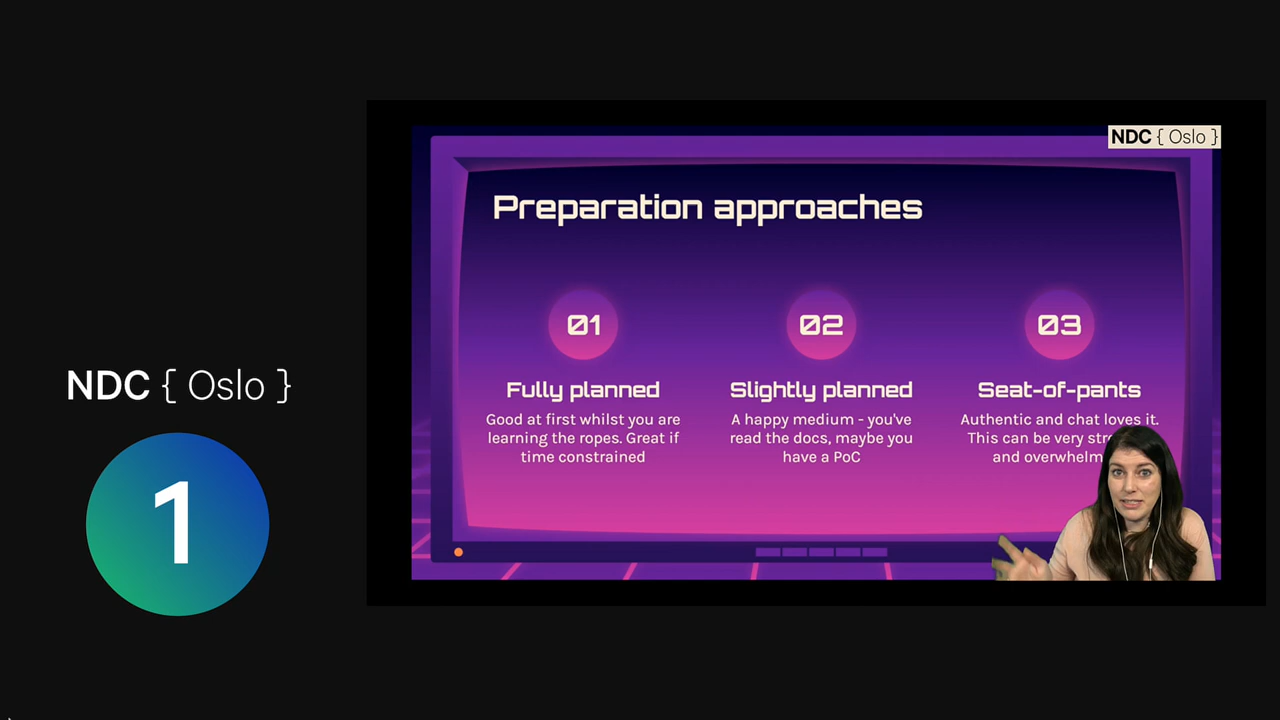 NDC { Oslo }
1
NDC { Oslo }
Preparation approaches
01
Fully planned
Good at first whilst you are
learning the ropes. Great if
time constrained
02
Slightly planned
A happy medium - you've
read the docs, maybe you
have a PoC
03
Seat-of-pants
Authentic and chat loves it.
This can be very
and